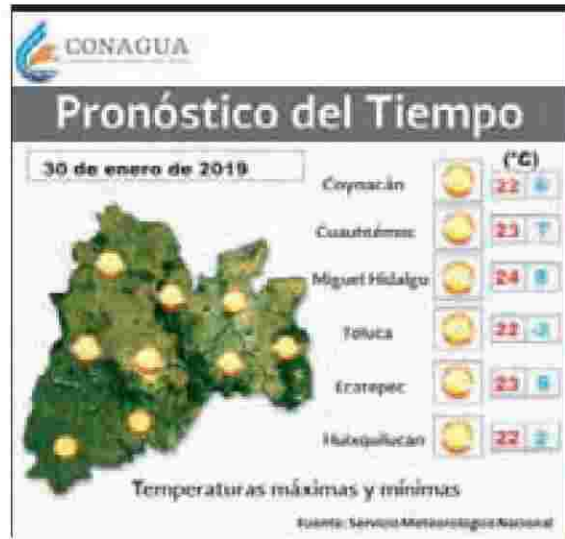 CONAGUA
Pronóstico del Tiempo
30 de enero de 2019
(°C)
Coyoacán 22
Cuauhtémoc 23 7
Miguel Hidalgo 24 8
Toluca 22 -3
Ecatepec 23
Huixquilucan 22 2
Temperaturas máximas y mínimas
Fuente: Servicio Meteorológico Nacional